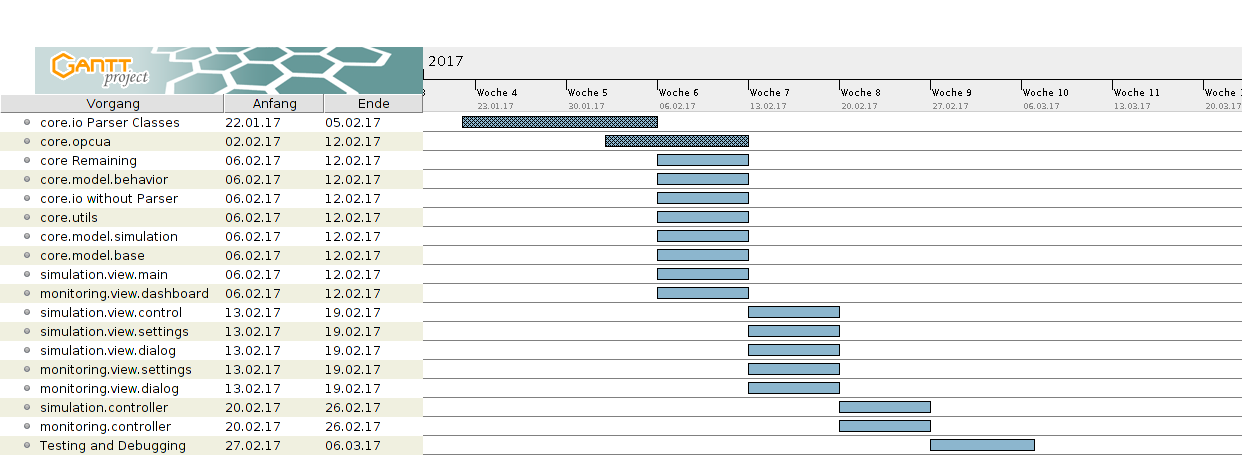 GANTT project
2017
3 Woche 4 Woche 5 Woche 6 Woche 7 Woche 8 Woche 9 Woche 10 Woche 11 Woche
23.01.17 30.01.17 06.02.17 13.02.17 20.02.17 27.02.17 06.03.17 13.03.17 20.03.17
Vorgang Anfang Ende
core.io Parser Classes 22.01.17 05.02.17
core.opcua 02.02.17 12.02.17
core Remaining 06.02.17 12.02.17
core.model.behavior 06.02.17 12.02.17
core.io without Parser 06.02.17 12.02.17
core.utils 06.02.17 12.02.17
core.model.simulation 06.02.17 12.02.17
core.model.base 06.02.17 12.02.17
simulation.view.main 06.02.17 12.02.17
monitoring.view.dashboard 06.02.17 12.02.17
simulation.view.control 13.02.17 19.02.17
simulation.view.settings 13.02.17 19.02.17
simulation.view.dialog 13.02.17 19.02.17
monitoring.view.settings 13.02.17 19.02.17
monitoring.view.dialog 13.02.17 19.02.17
simulation.controller 20.02.17 26.02.17
monitoring.controller 20.02.17 26.02.17
Testing and Debugging 27.02.17 06.03.17